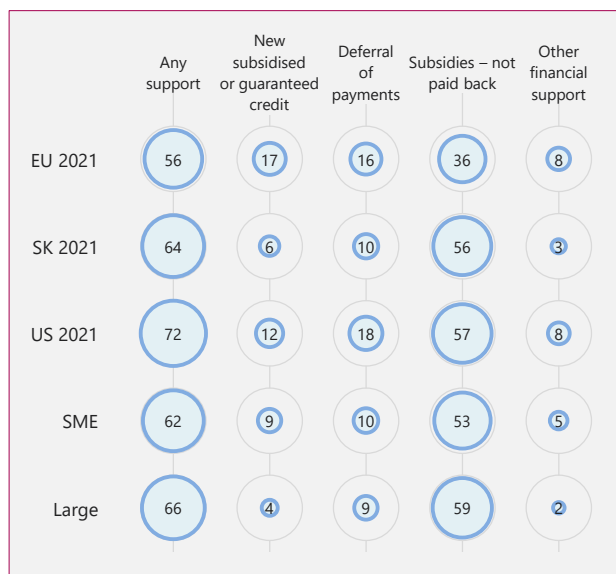 Any
support
New
subsidised
or guaranteed
credit
Deferral
of
payments
Subsidies – not
paid back
Other
financial
support
EU 2021 56 17 16 36 8
SK 2021 64 6 10 56 3
US 2021 72 12 18 57 8
SME 62 9 10 53 5
Large 66 4 9 59 2